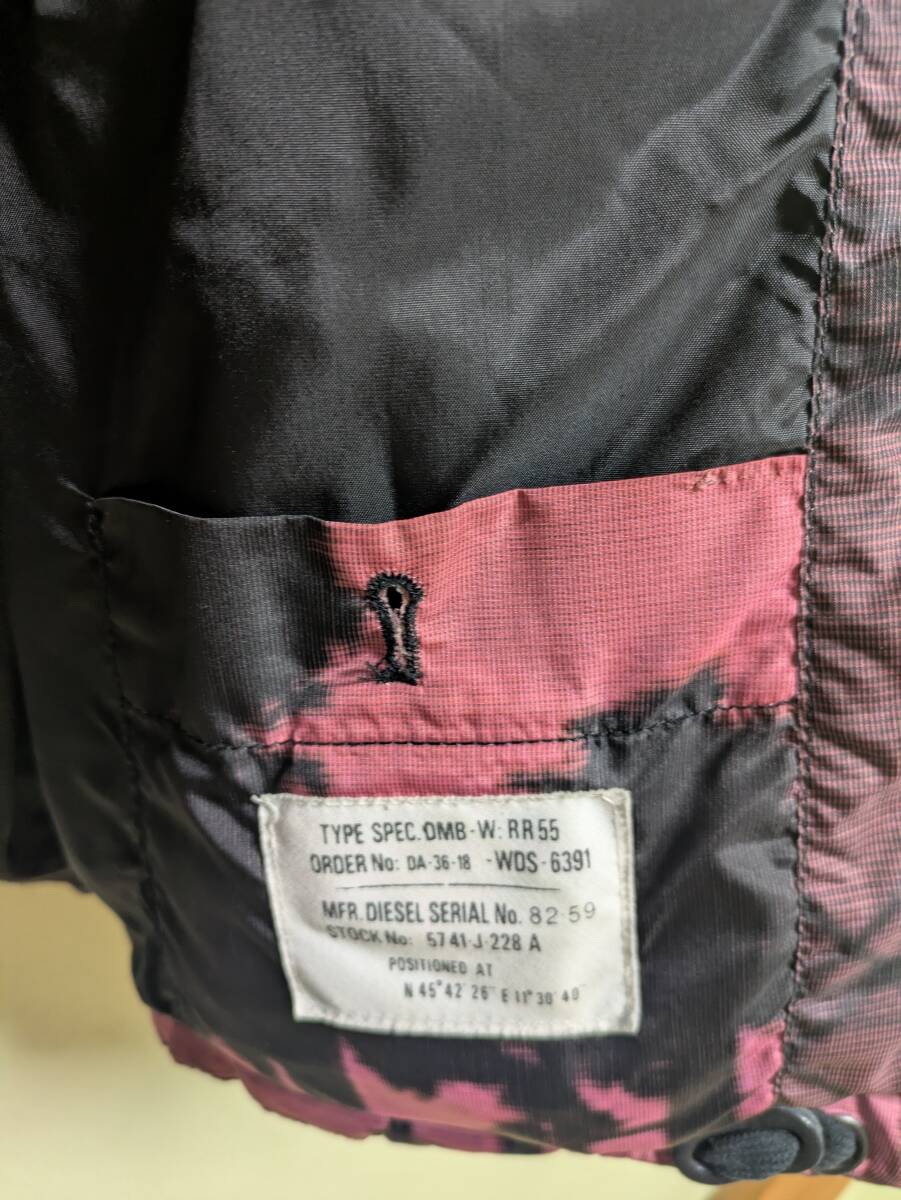 TYPE SPEC. DMB-W: RR55
ORDER No: DA-36-18 -WDS-6391
MFR. DIESEL SERIAL No. 82-59
STOCK No: 5741-J-228 A
POSITIONED AT
N 45° 42' 26" E 11° 30' 40"